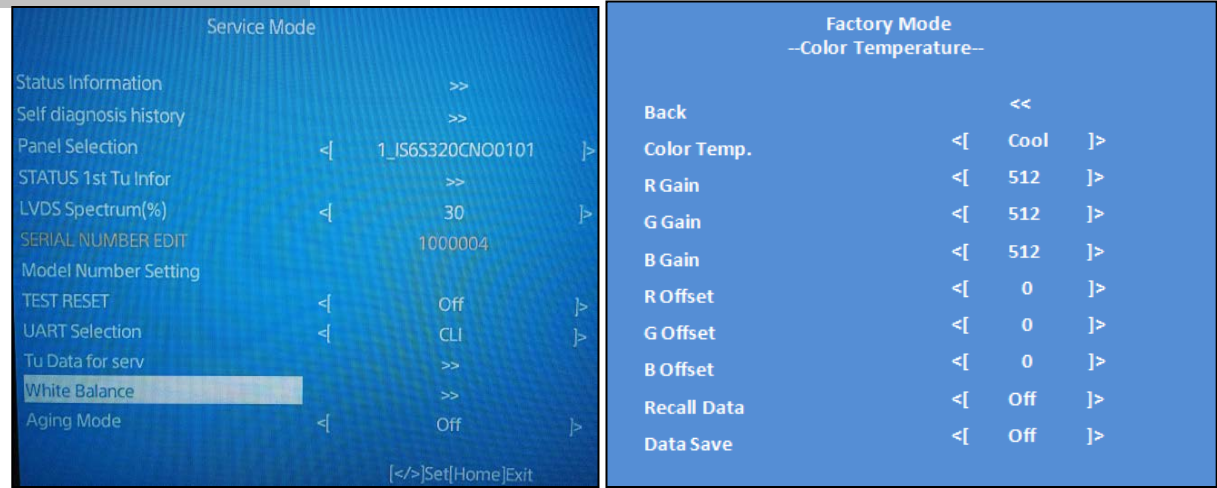 Service Mode
Status Information >>
Self diagnosis history >>
Panel Selection <[ 1_IS6S320CNO0101 ]>
STATUS 1st Tu Infor >>
LVDS Spectrum(%) <[ 30 ]>
SERIAL NUMBER EDIT 1000004
Model Number Setting
TEST RESET <[ Off ]>
UART Selection <[ CLI ]>
Tu Data for serv >>
White Balance >>
Aging Mode <[ Off ]>
[</>]Set[Home]Exit
Factory Mode
--Color Temperature--
Back <<
Color Temp. <[ Cool ]>
R Gain <[ 512 ]>
G Gain <[ 512 ]>
B Gain <[ 512 ]>
R Offset <[ 0 ]>
G Offset <[ 0 ]>
B Offset <[ 0 ]>
Recall Data <[ Off ]>
Data Save <[ Off ]>